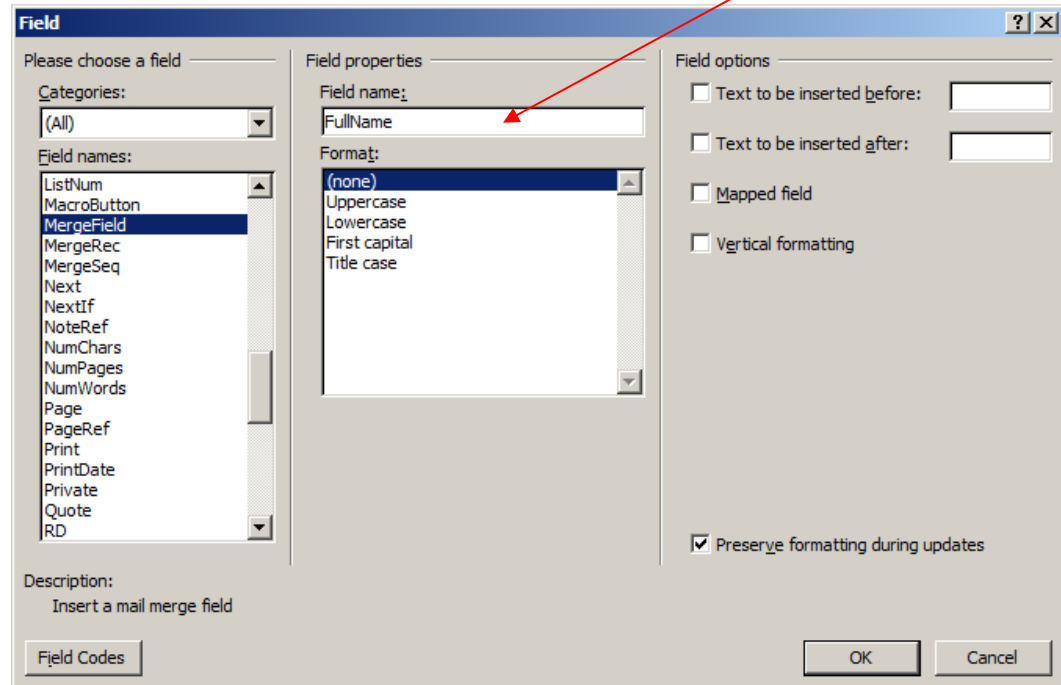 Field
Please choose a field
Categories:
(All)
Field names:
ListNum
MacroButton
MergeField
MergeRec
MergeSeq
Next
NextIf
NoteRef
NumChars
NumPages
NumWords
Page
PageRef
Print
PrintDate
Private
Quote
RD
Field properties
Field name:
FullName
Format:
(none)
Uppercase
Lowercase
First capital
Title case
Field options
Text to be inserted before:
Text to be inserted after:
Mapped field
Vertical formatting
Preserve formatting during updates
Description:
Insert a mail merge field
Field Codes
OK
Cancel